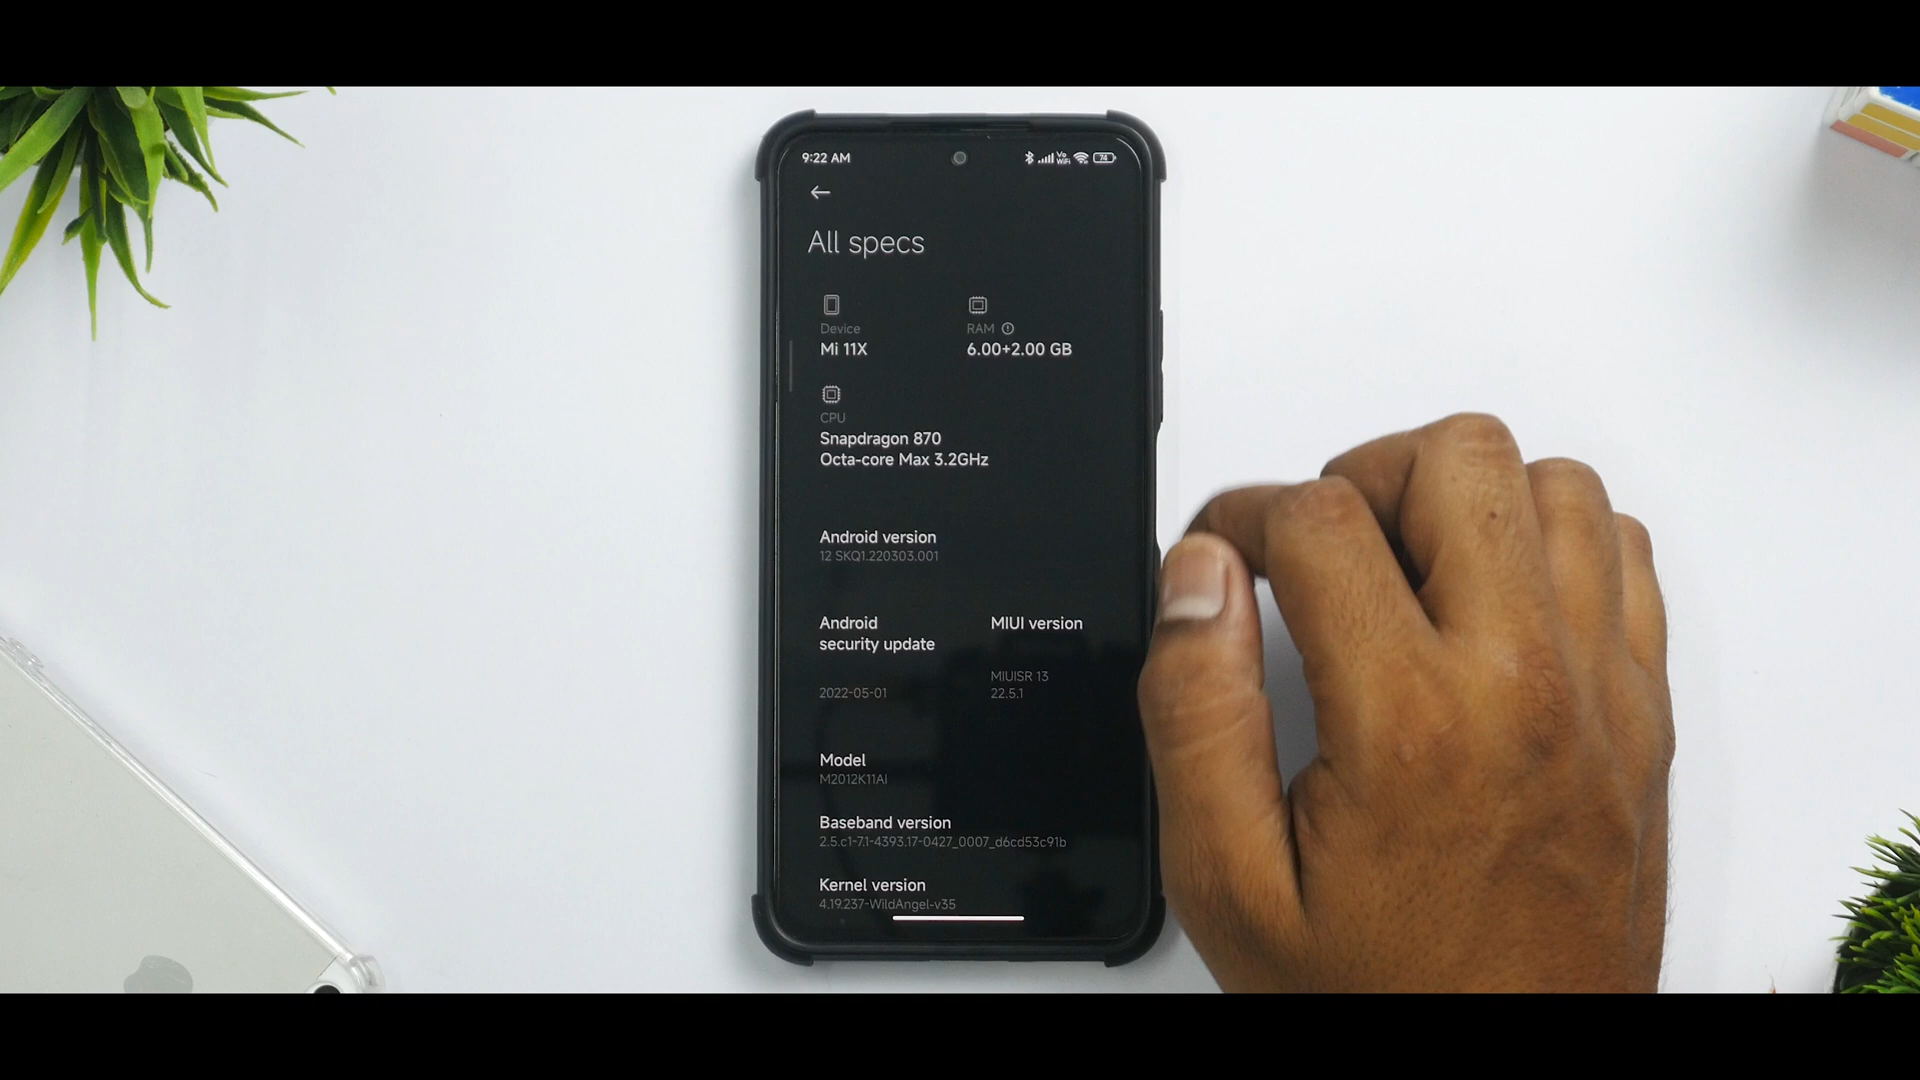 9:22 AM
Vo
WiFi
74
All specs
Device
RAM
Mi 11X
6.00+2.00 GB
CPU
Snapdragon 870
Octa-core Max 3.2GHz
Android version
12 SKQ1.220303.001
Android
security update
MIUI version
2022-05-01
MIUISR 13
22.5.1
Model
M2012K11AI
Baseband version
2.5.c1-7.1-4393.17-0427_0007_d6cd53c91b
Kernel version
4.19.237-WildAngel-v35